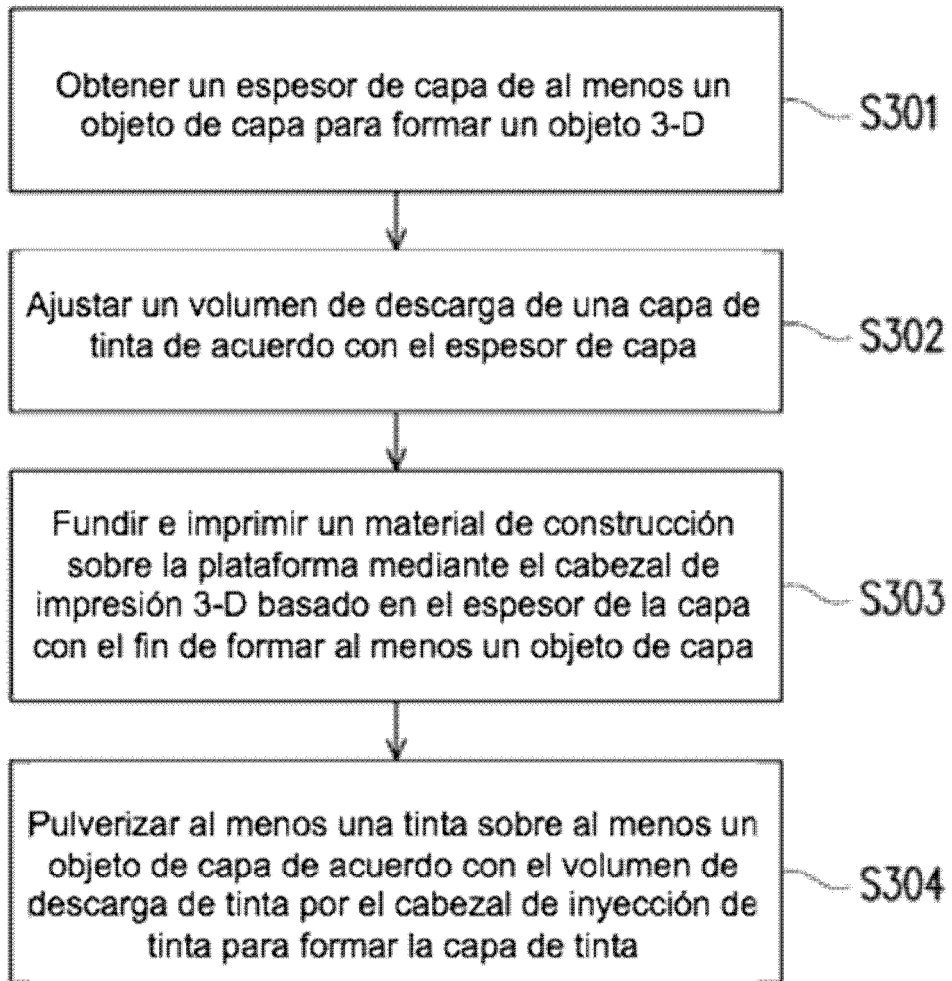 Obtener un espesor de capa de al menos un
objeto de capa para formar un objeto 3-D
S301
Ajustar un volumen de descarga de una capa de
tinta de acuerdo con el espesor de capa
S302
Fundir e imprimir un material de construcción
sobre la plataforma mediante el cabezal de
impresión 3-D basado en el espesor de la capa
con el fin de formar al menos un objeto de capa
S303
Pulverizar al menos una tinta sobre al menos un
objeto de capa de acuerdo con el volumen de
descarga de tinta por el cabezal de inyección de
tinta para formar la capa de tinta
S304